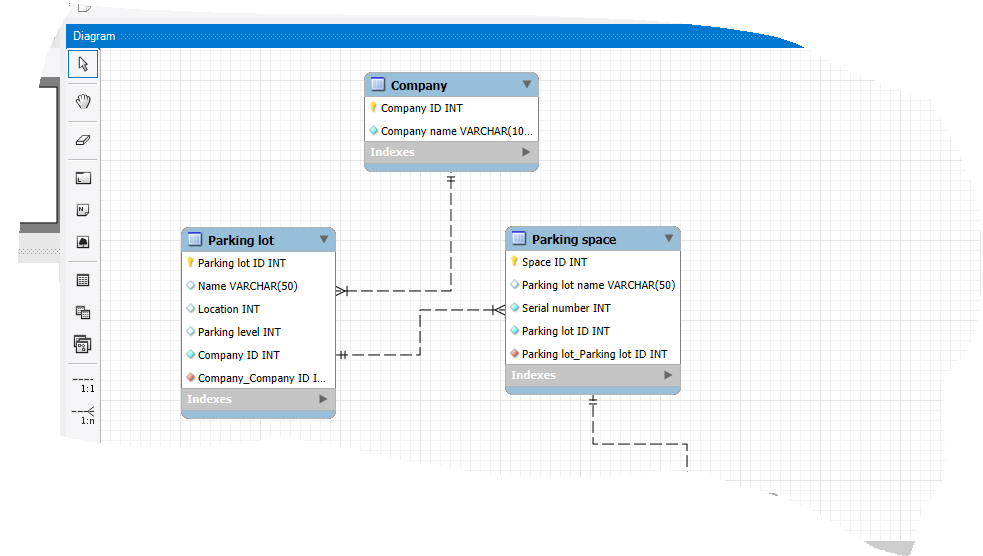 Diagram
Company
Company ID INT
Company name VARCHAR(10...
Indexes
Parking lot
Parking lot ID INT
Name VARCHAR(50)
Location INT
Parking level INT
Company ID INT
Company_Company ID I...
Indexes
Parking space
Space ID INT
Parking lot name VARCHAR(50)
Serial number INT
Parking lot ID INT
Parking lot_Parking lot ID INT
Indexes
1:1
1:n